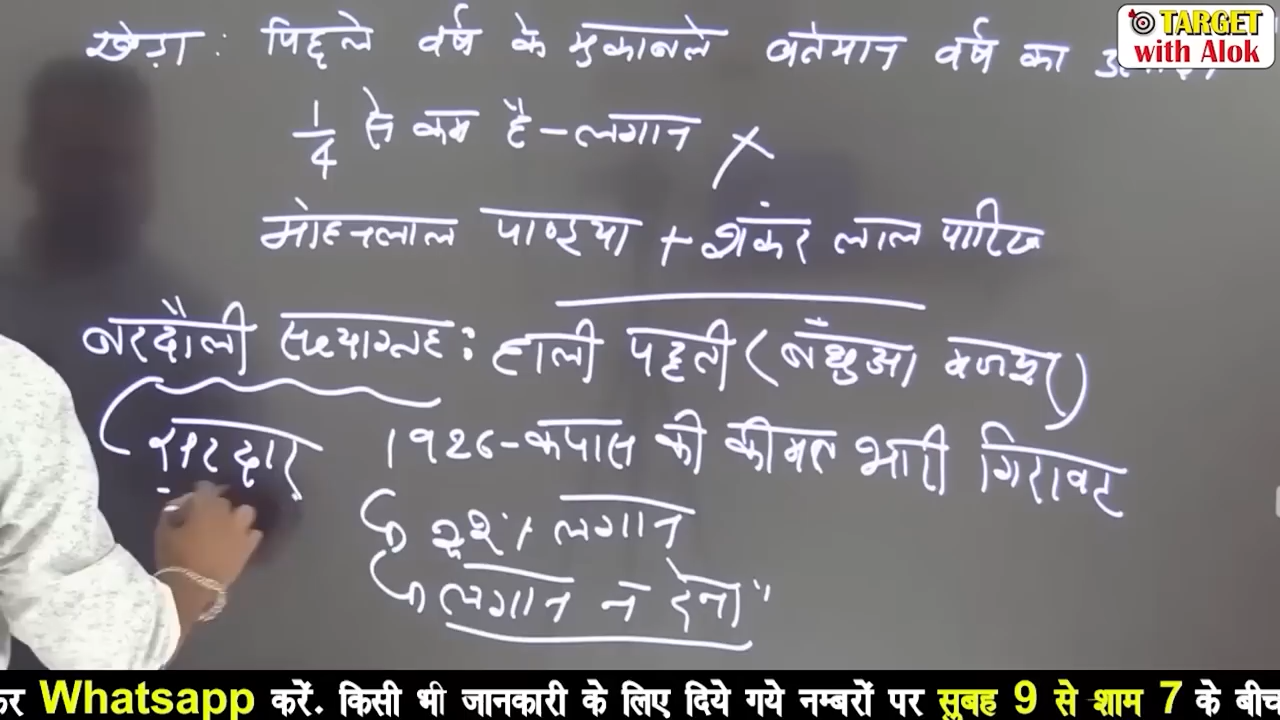 TARGET
with Alok
खेड़ा : पिछले वर्ष के मुकाबले वर्तमान वर्ष का
1/4 से कम है - लगान ×
मोहनलाल पाण्ड्या + शंकर लाल पारिख
बरदौली सत्याग्रह : हाली पद्दती (बँधुआ मजदूर)
सरदार 1926 - कपास की कीमत भारी गिरावट
22% लगान
लगान न देना"
कर Whatsapp करें. किसी भी जानकारी के लिए दिये गये नम्बरों पर सुबह 9 से शाम 7 के बीच